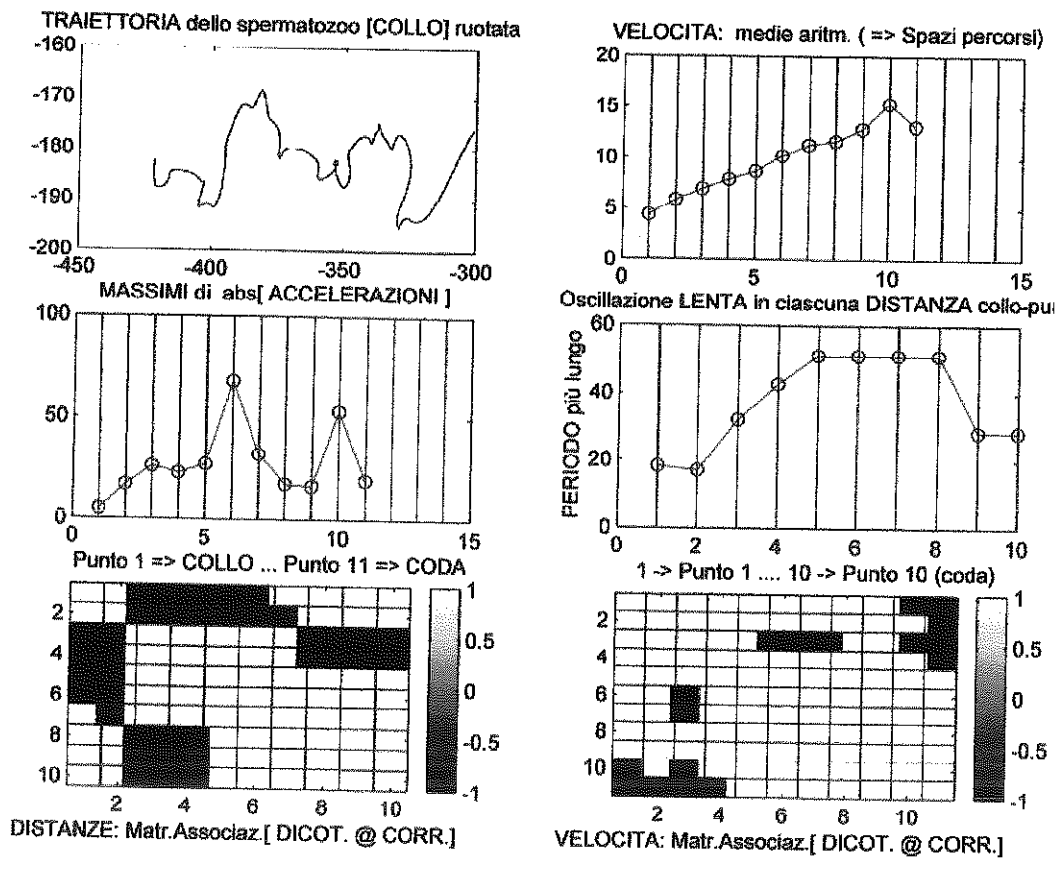 TRAIETTORIA dello spermatozoo [COLLO] ruotata
-160
-170
-180
-190
-200
-450 -400 -350 -300
VELOCITA: medie aritm. ( => Spazi percorsi)
20
15
10
5
0
0 5 10 15
MASSIMI di abs[ ACCELERAZIONI ]
100
50
0
0 5 10 15
Punto 1 => COLLO ... Punto 11 => CODA
Oscillazione LENTA in ciascuna DISTANZA collo-pu
PERIODO più lungo
60
40
20
0
0 2 4 6 8 10
1 -> Punto 1 .... 10 -> Punto 10 (coda)
2
4
6
8
10
2 4 6 8 10
1
0.5
0
-0.5
-1
DISTANZE: Matr.Associaz.[ DICOT. @ CORR.]
2
4
6
8
10
2 4 6 8 10
1
0.5
0
-0.5
-1
VELOCITA: Matr.Associaz.[ DICOT. @ CORR.]